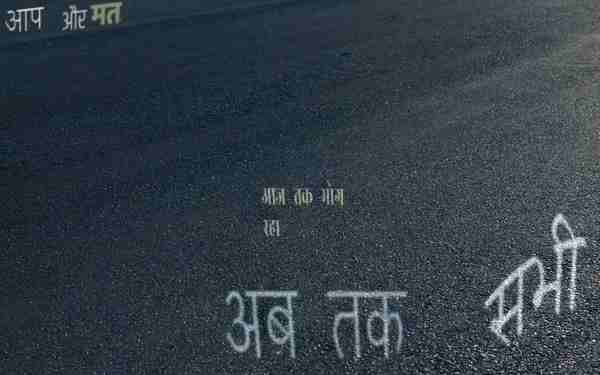 आप और मत
आज तक भोग
रहा
अब तक
सभी